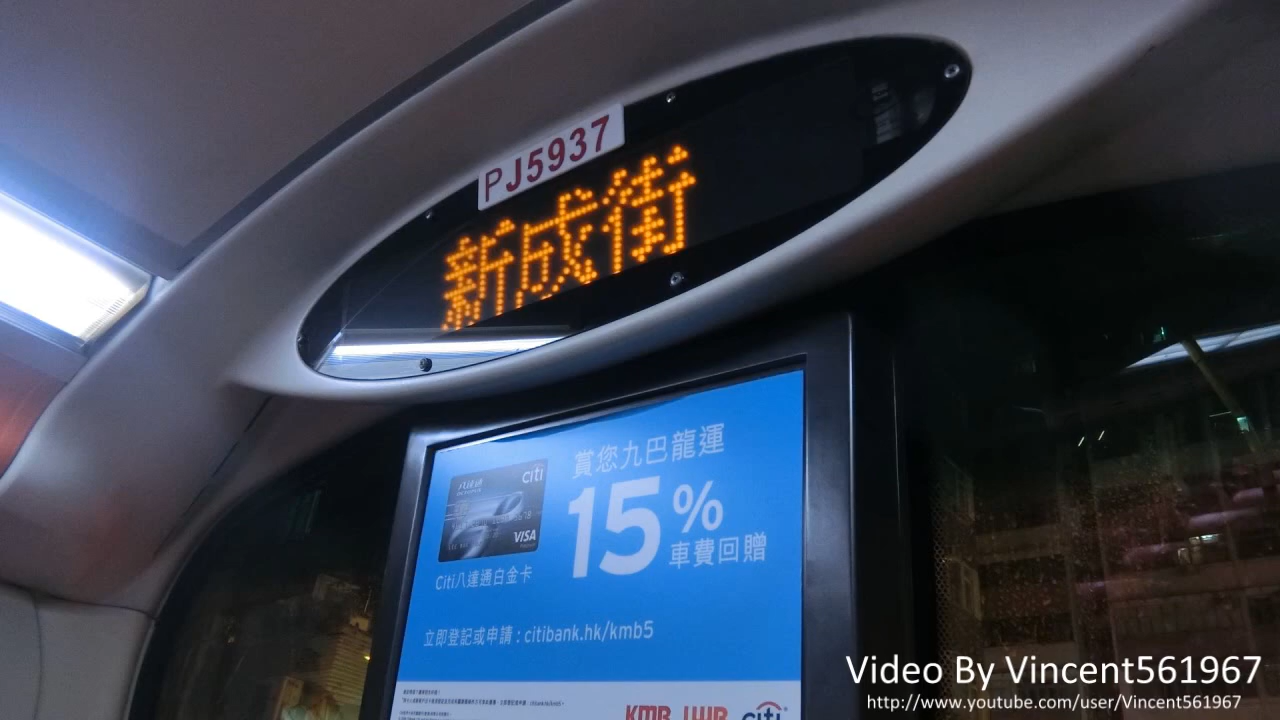 PJ5937
新成街
賞您九巴龍運
15%
車費回贈
citi
VISA
Citi八達通白金卡
立即登記或申請 : citibank.hk/kmb5
KMB LWB citi
Video By Vincent561967
http://www.youtube.com/user/Vincent561967